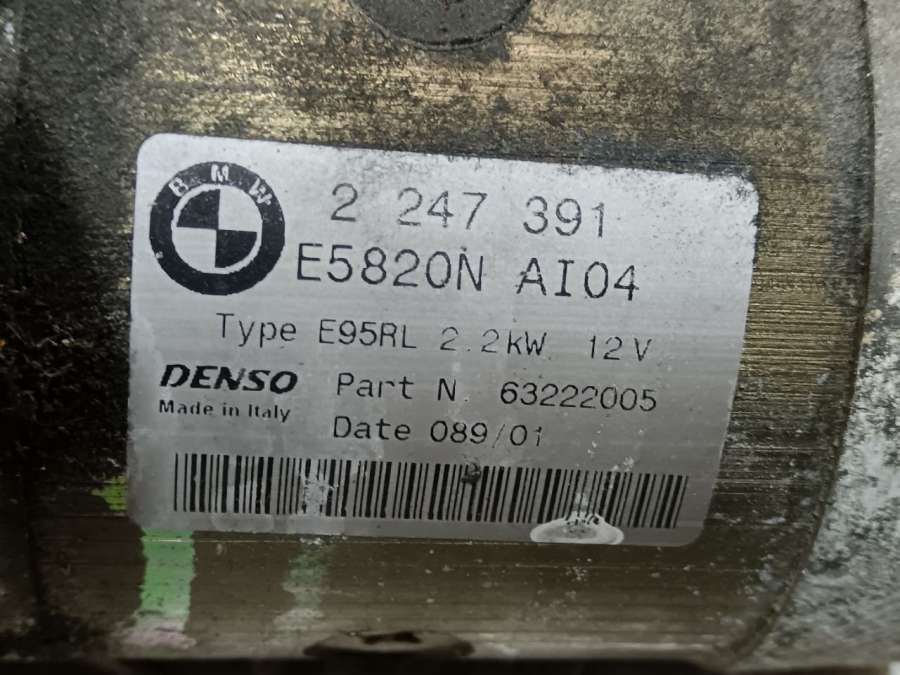 BMW
2 247 391
E5820N AI04
Type E95RL 2.2kW 12V
DENSO Part N. 63222005
Made in Italy
Date 089/01